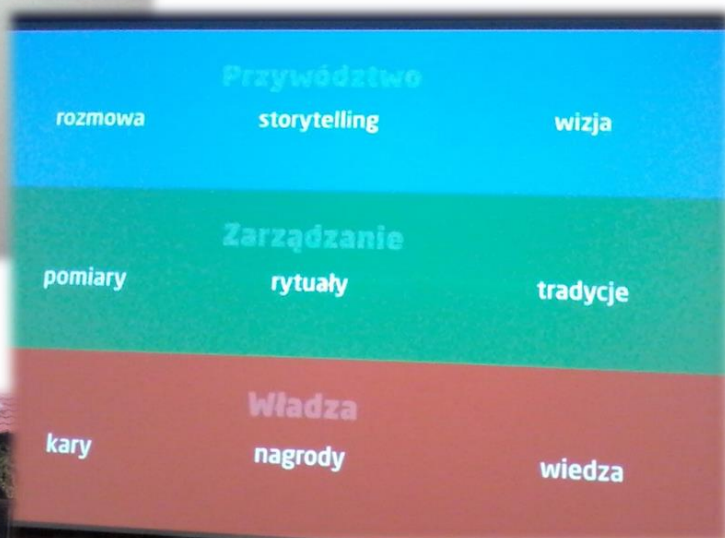 Przywództwo
rozmowa storytelling wizja
Zarządzanie
pomiary rytuały tradycje
Władza
kary nagrody wiedza